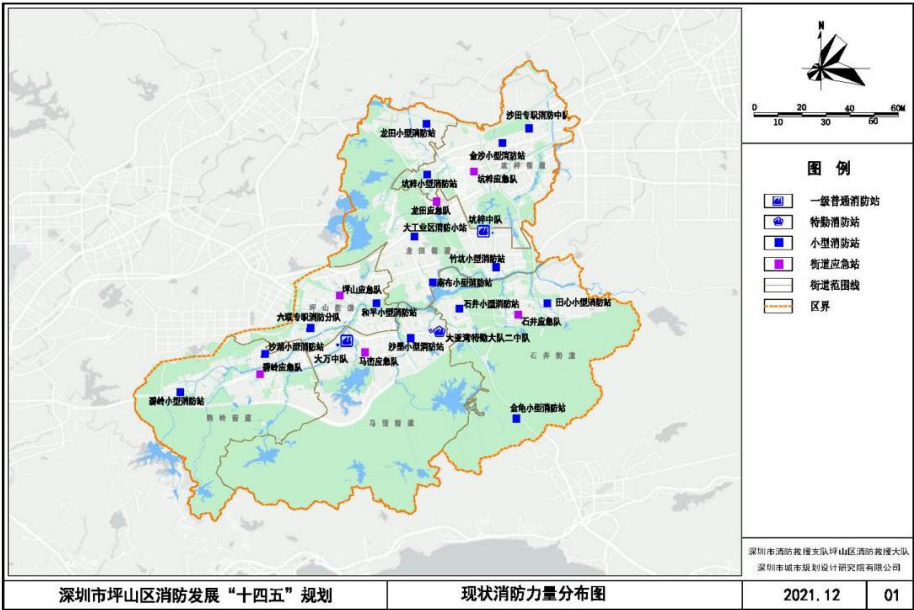 N
0 20 40 60M
10 30 50
图 例
一级普通消防站
特勤消防站
小型消防站
街道应急站
街道范围线
区界
沙田专职消防中队
龙田小型消防站
金沙小型消防站
坑梓街道
坑梓应急队
坑梓小型消防站
龙田应急队
坑梓中队
大工业区消防小站
龙田街道
竹坑小型消防站
南布小型消防站
坪山应急队
坪山街道
和平小型消防站
石井小型消防站
田心小型消防站
石井应急队
六联专职消防分队
大亚湾特勤大队二中队
沙湖小型消防站
大万中队
马峦应急队
沙墨小型消防站
石井街道
碧岭应急队
碧岭小型消防站
碧岭街道
马峦街道
金龟小型消防站
深圳市消防救援支队坪山区消防救援大队
深圳市城市规划设计研究院有限公司
深圳市坪山区消防发展“十四五”规划
现状消防力量分布图
2021.12
01